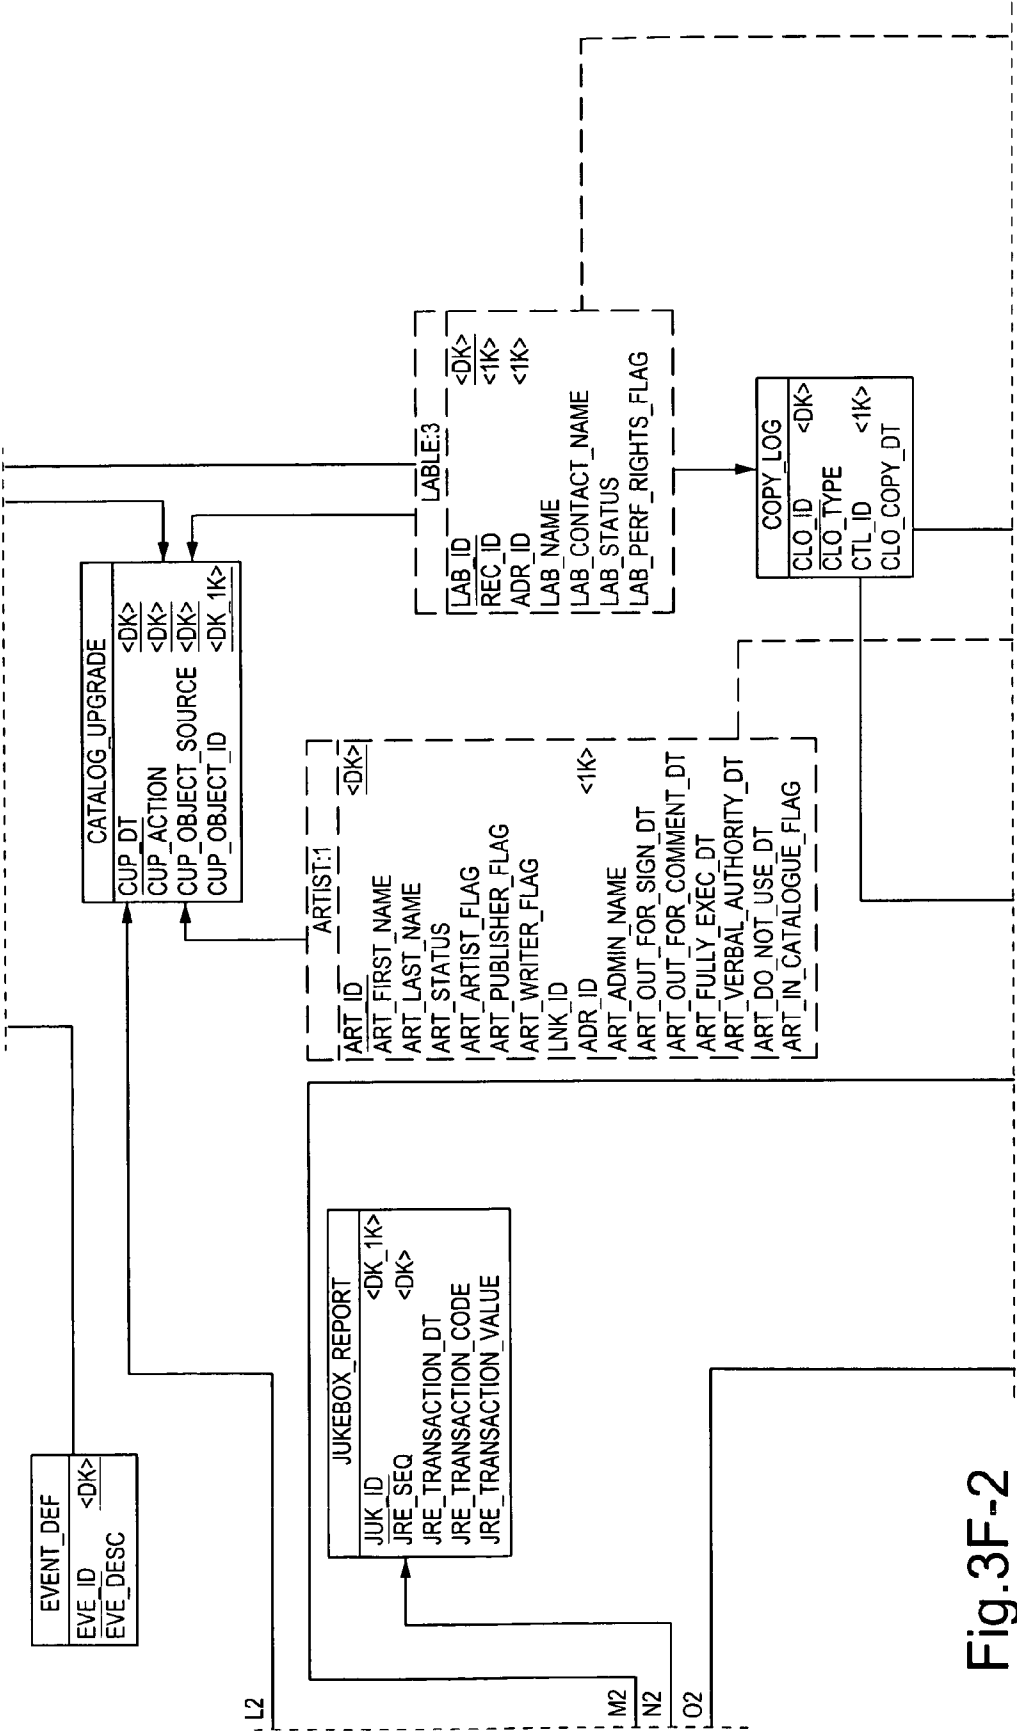 EVENT_DEF
EVE_ID <DK>
EVE_DESC
CATALOG_UPGRADE
CUP_DT <DK>
CUP_ACTION <DK>
CUP_OBJECT_SOURCE <DK>
CUP_OBJECT_ID <DK_1K>
L2
JUKEBOX_REPORT
JUK_ID <DK_1K>
JRE_SEQ <DK>
JRE_TRANSACTION_DT
JRE_TRANSACTION_CODE
JRE_TRANSACTION_VALUE
ARTIST:1
ART_ID <DK>
ART_FIRST_NAME
ART_LAST_NAME
ART_STATUS
ART_ARTIST_FLAG
ART_PUBLISHER_FLAG
ART_WRITER_FLAG
LNK_ID
ADR_ID <1K>
ART_ADMIN_NAME
ART_OUT_FOR_SIGN_DT
ART_OUT_FOR_COMMENT_DT
ART_FULLY_EXEC_DT
ART_VERBAL_AUTHORITY_DT
ART_DO_NOT_USE_DT
ART_IN_CATALOGUE_FLAG
LABLE:3
LAB_ID <DK>
REC_ID <1K>
ADR_ID <1K>
LAB_NAME
LAB_CONTACT_NAME
LAB_STATUS
LAB_PERF_RIGHTS_FLAG
COPY_LOG
CLO_ID <DK>
CLO_TYPE
CTL_ID <1K>
CLO_COPY_DT
M2
N2
O2
Fig.3F-2